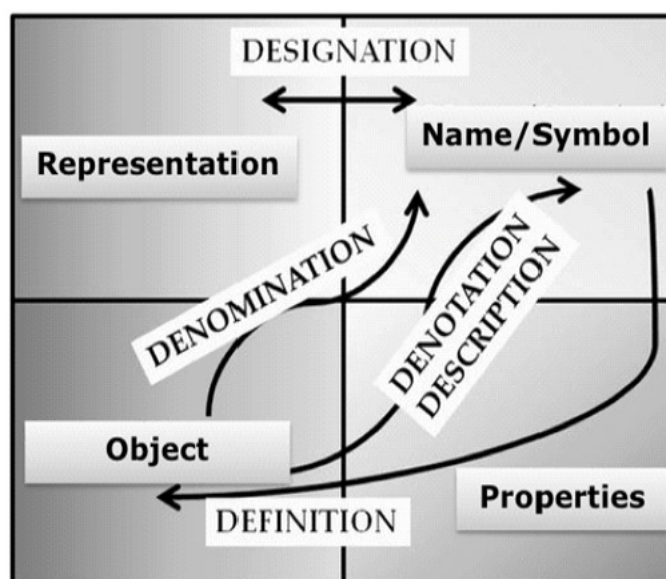 DESIGNATION
Name/Symbol
Representation
DENOMINATION
DENOTATION
DESCRIPTION
Object
Properties
DEFINITION